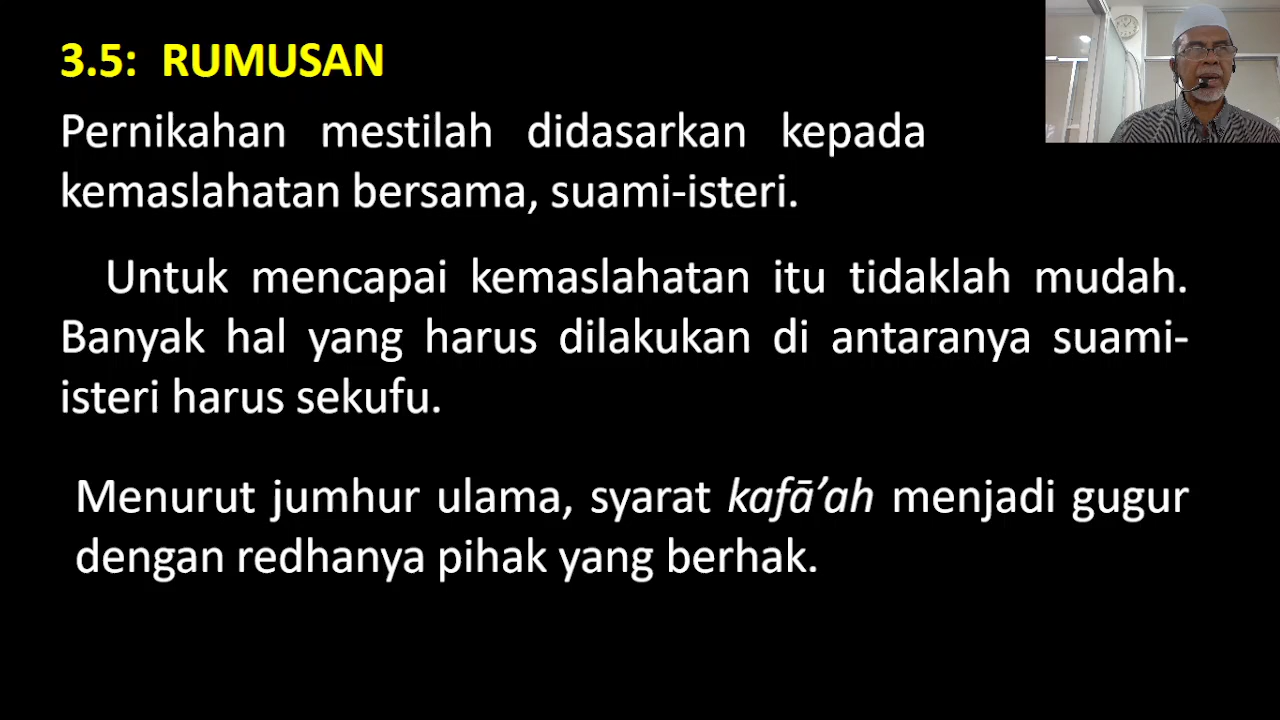 3.5: RUMUSAN
Pernikahan mestilah didasarkan kepada
kemaslahatan bersama, suami-isteri.
Untuk mencapai kemaslahatan itu tidaklah mudah.
Banyak hal yang harus dilakukan di antaranya suami-
isteri harus sekufu.
Menurut jumhur ulama, syarat kafā’ah menjadi gugur
dengan redhanya pihak yang berhak.